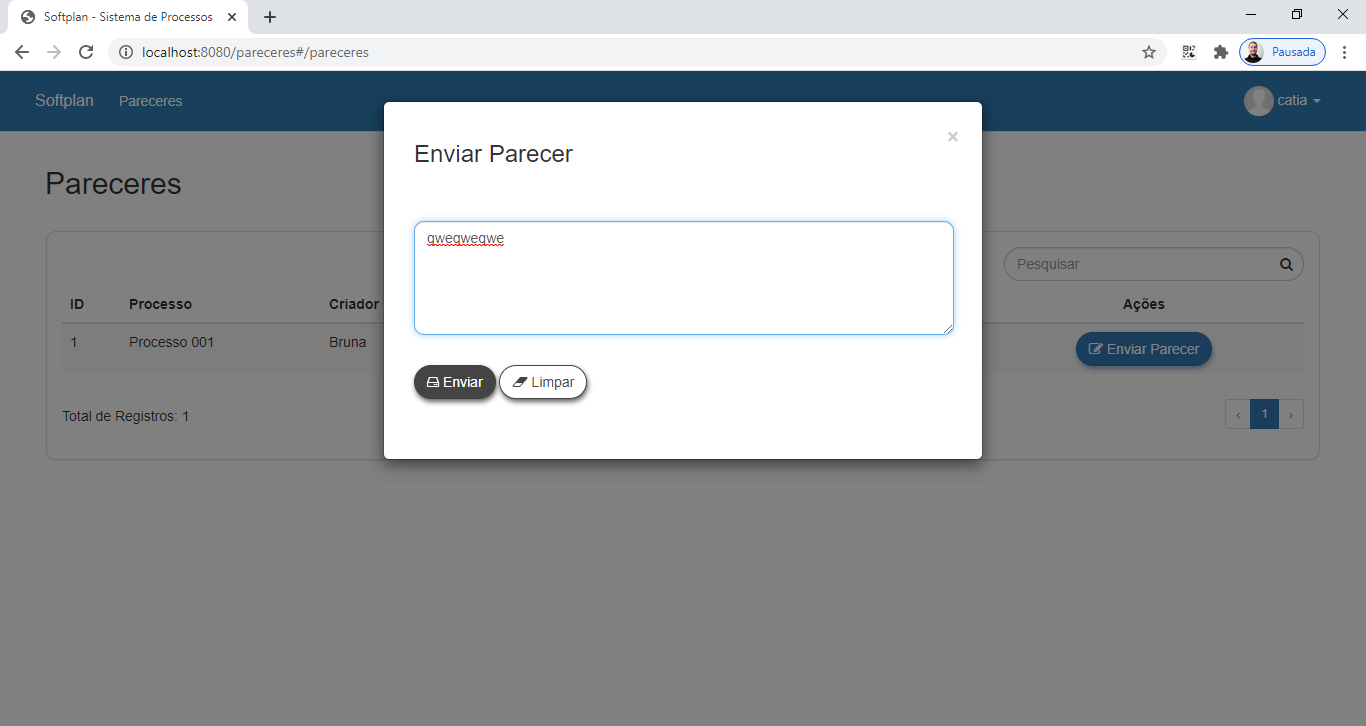 Softplan - Sistema de Processos
localhost:8080/pareceres#/pareceres
Pausada
Softplan Pareceres catia
Enviar Parecer
×
Pareceres
qweqweqwe
Pesquisar
ID Processo Criador Ações
1 Processo 001 Bruna Enviar Parecer
Enviar Limpar
Total de Registros: 1
‹ 1 ›